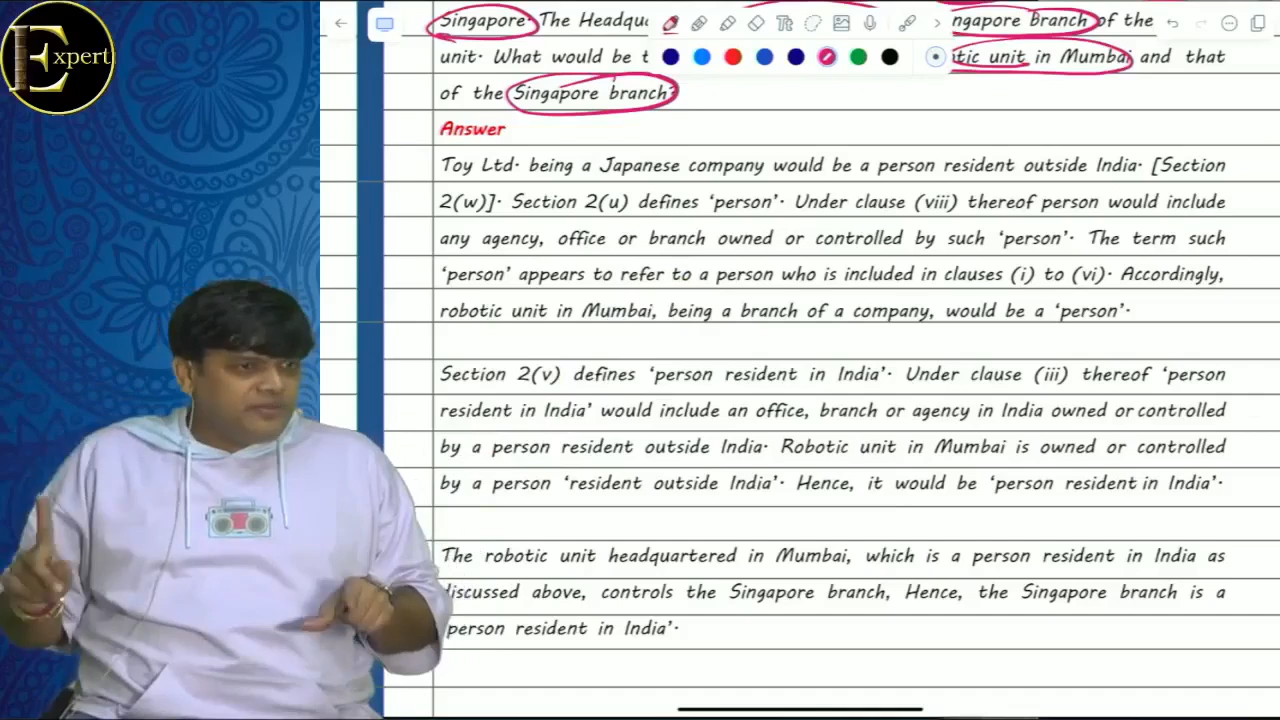 Expert
Singapore. The Headqu ngapore Branch of the
unit. What would be t tic unit in Mumbai and that
of the Singapore branch?
Answer
Toy Ltd. being a Japanese company would be a person resident outside India. [Section
2(w)]. Section 2(u) defines ‘person’. Under clause (viii) thereof person would include
any agency, office or branch owned or controlled by such ‘person’. The term such
‘person’ appears to refer to a person who is included in clauses (i) to (vi). Accordingly,
robotic unit in Mumbai, being a branch of a company, would be a ‘person’.
Section 2(v) defines ‘person resident in India’. Under clause (iii) thereof ‘person
resident in India’ would include an office, branch or agency in India owned or controlled
by a person resident outside India. Robotic unit in Mumbai is owned or controlled
by a person ‘resident outside India’. Hence, it would be ‘person resident in India’.
The robotic unit headquartered in Mumbai, which is a person resident in India as
discussed above, controls the Singapore branch, Hence, the Singapore branch is a
person resident in India’.